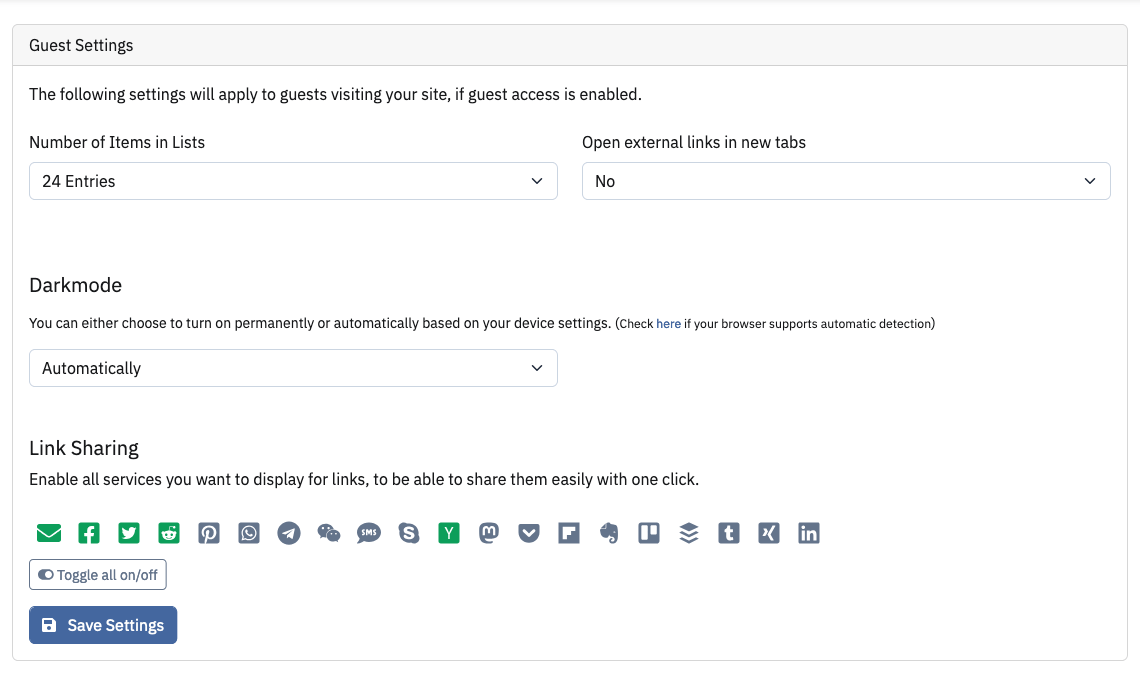 Guest Settings
The following settings will apply to guests visiting your site, if guest access is enabled.
Number of Items in Lists
Open external links in new tabs
24 Entries
No
Darkmode
You can either choose to turn on permanently or automatically based on your device settings. (Check here if your browser supports automatic detection)
Automatically
Link Sharing
Enable all services you want to display for links, to be able to share them easily with one click.
SMS
Toggle all on/off
Save Settings